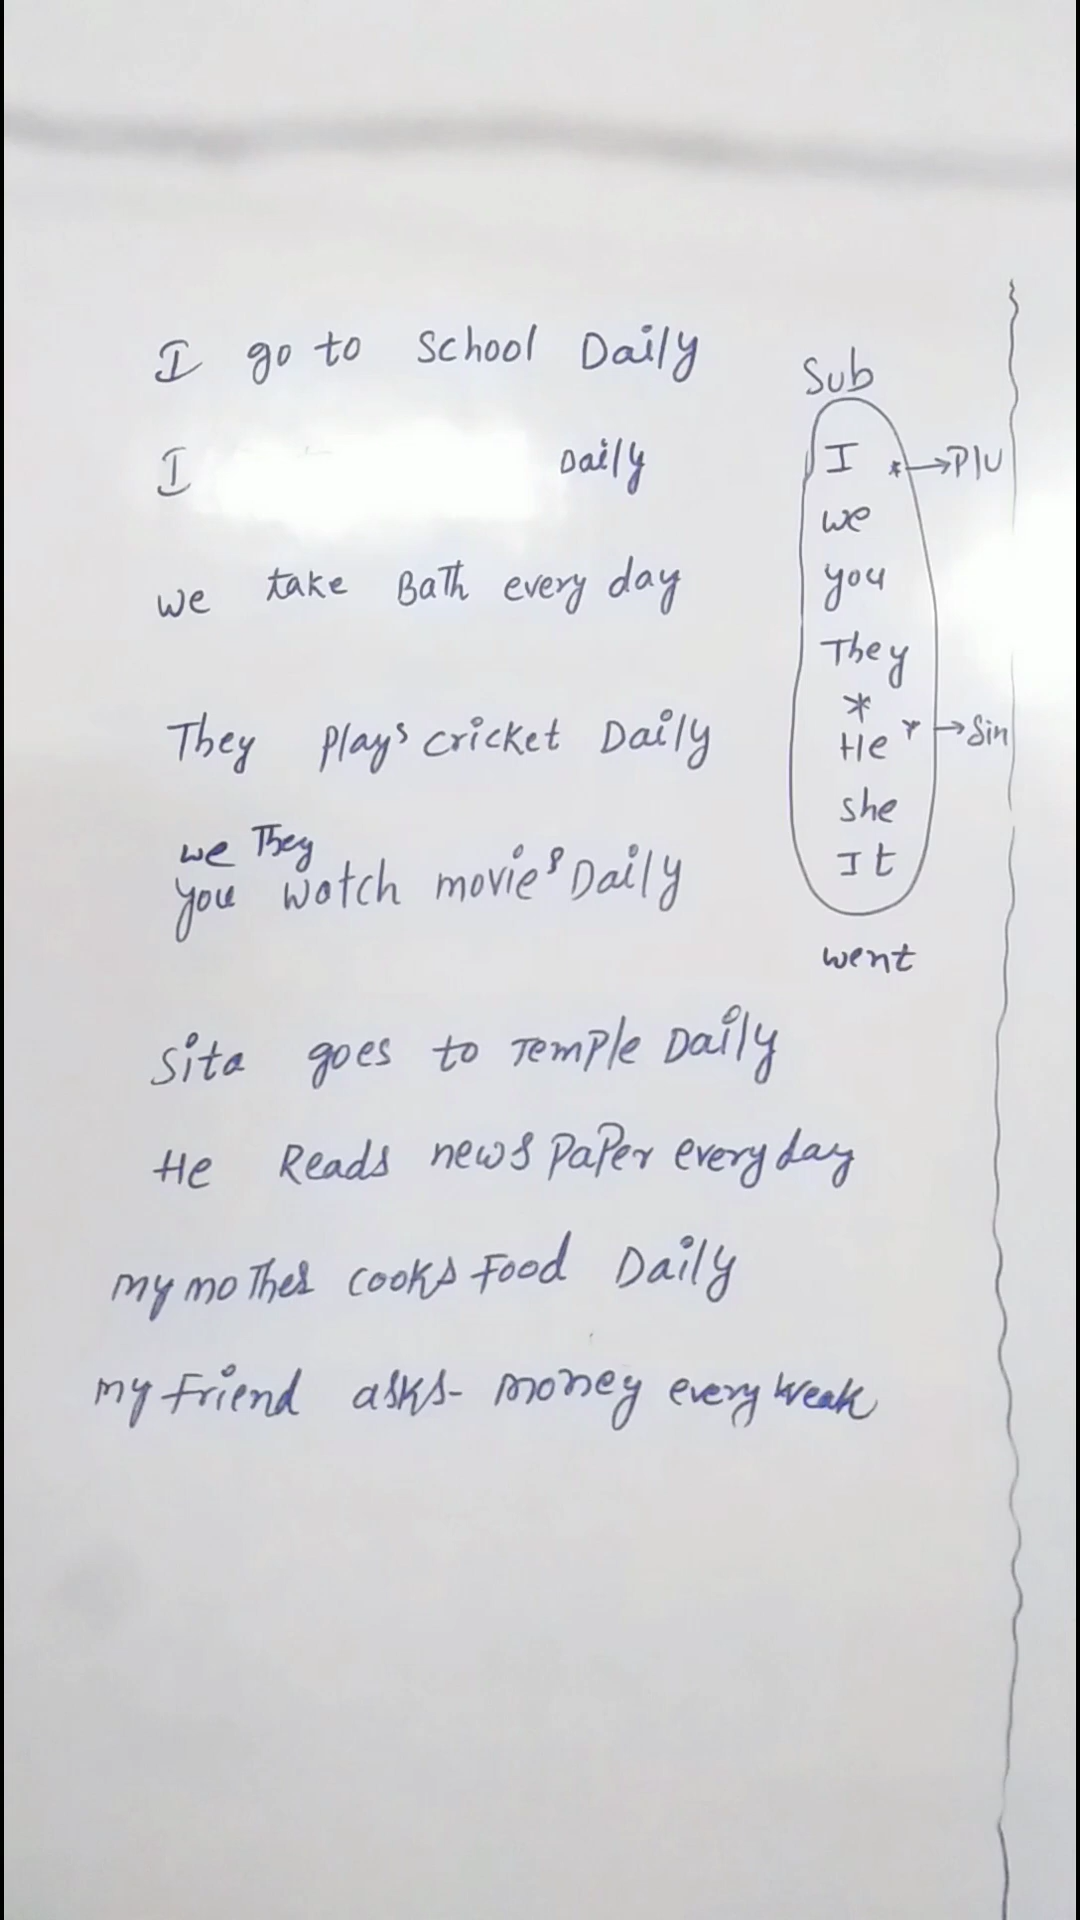 I go to School Daily
I Daily
we take Bath every day
They plays cricket Daily
we They
you watch movies Daily
Sita goes to Temple Daily
He Reads news paper every day
my mother cooks Food Daily
my Friend asks- money every weak
Sub
I * → Plu
we
you
They
*
He * → Sin
she
It
went